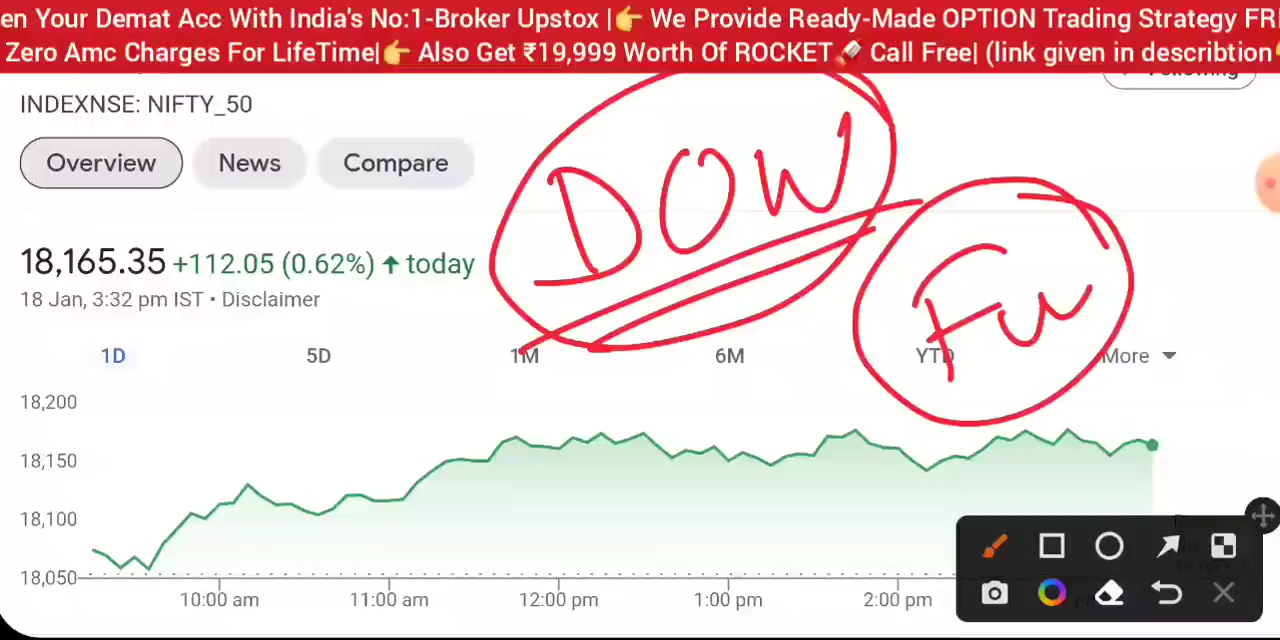 en Your Demat Acc With India's No:1-Broker Upstox |👉 We Provide Ready-Made OPTION Trading Strategy FR
Zero Amc Charges For LifeTime|👉 Also Get ₹19,999 Worth Of ROCKET🚀 Call Free| (link given in describtion
Following
INDEXNSE: NIFTY_50
Overview News Compare
DOW
Fu
18,165.35 +112.05 (0.62%) ↑ today
18 Jan, 3:32 pm IST • Disclaimer
1D 5D 1M 6M YTD More
18,200
18,150
18,100
18,050
10:00 am 11:00 am 12:00 pm 1:00 pm 2:00 pm